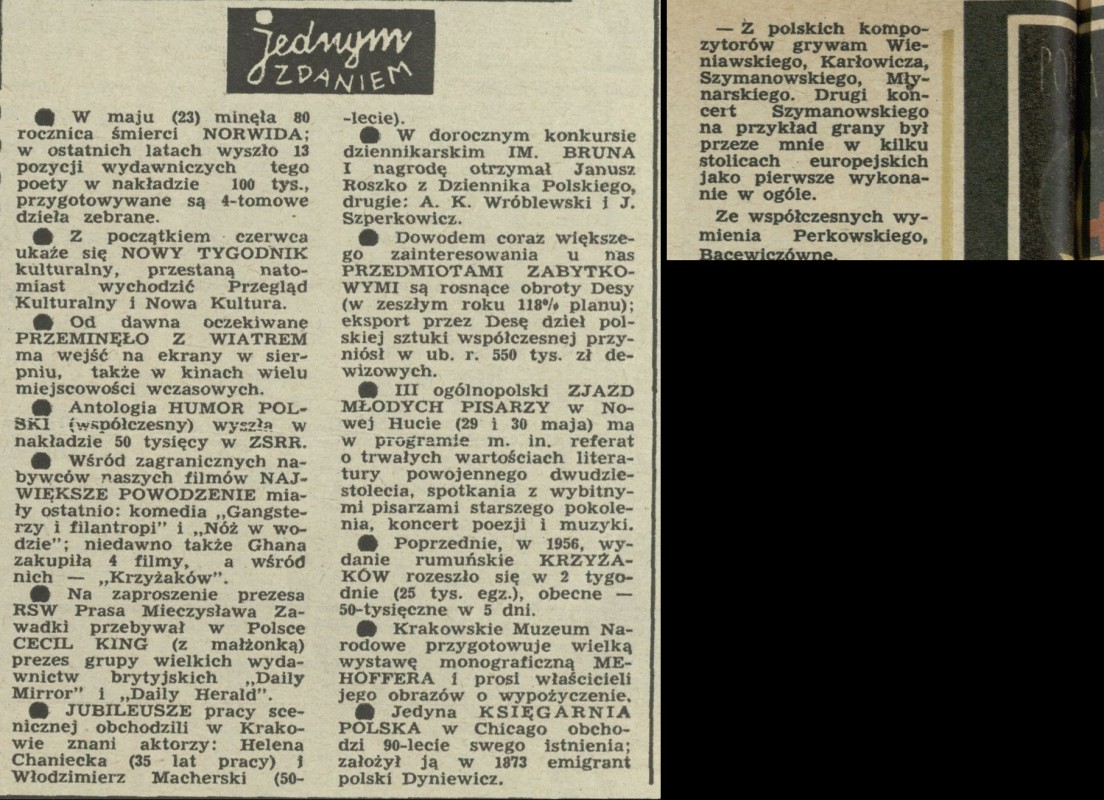 jednym
ZDANIEM
● W maju (23) minęła 80
rocznica śmierci NORWIDA;
w ostatnich latach wyszło 13
pozycji wydawniczych tego
poety w nakładzie 100 tys.,
przygotowywane są 4-tomowe
dzieła zebrane.
● Z początkiem czerwca
ukaże się NOWY TYGODNIK
kulturalny, przestaną nato-
miast wychodzić Przegląd
Kulturalny i Nowa Kultura.
● Od dawna oczekiwane
PRZEMINĘŁO Z WIATREM
ma wejść na ekrany w sier-
pniu, także w kinach wielu
miejscowości wczasowych.
● Antologia HUMOR POL-
SKI (współczesny) wyszła w
nakładzie 50 tysięcy w ZSRR.
● Wśród zagranicznych na-
bywców naszych filmów NAJ-
WIĘKSZE POWODZENIE mia-
ły ostatnio: komedia „Gangste-
rzy i filantropi" i „Nóż w wo-
dzie"; niedawno także Ghana
zakupiła 4 filmy, a wśród
nich — „Krzyżaków".
● Na zaproszenie prezesa
RSW Prasa Mieczysława Za-
wadki przebywał w Polsce
CECIL KING (z małżonką)
prezes grupy wielkich wyda-
wnictw brytyjskich „Daily
Mirror" i „Daily Herald".
● JUBILEUSZE pracy sce-
nicznej obchodzili w Krako-
wie znani aktorzy: Helena
Chaniecka (35 lat pracy) i
Włodzimierz Macherski (50-
-lecie).
● W dorocznym konkursie
dziennikarskim IM. BRUNA
I nagrodę otrzymał Janusz
Roszko z Dziennika Polskiego,
drugie: A. K. Wróblewski i J.
Szperkowicz.
● Dowodem coraz większe-
go zainteresowania u nas
PRZEDMIOTAMI ZABYTKO-
WYMI są rosnące obroty Desy
(w zeszłym roku 118% planu);
eksport przez Desę dzieł pol-
skiej sztuki współczesnej przy-
niósł w ub. r. 550 tys. zł de-
wizowych.
● III ogólnopolski ZJAZD
MŁODYCH PISARZY w No-
wej Hucie (29 i 30 maja) ma
w programie m. in. referat
o trwałych wartościach litera-
tury powojennego dwudzie-
stolecia, spotkania z wybitny-
mi pisarzami starszego pokole-
nia, koncert poezji i muzyki.
● Poprzednie, w 1956, wy-
danie rumuńskie KRZYŻA-
KÓW rozeszło się w 2 tygo-
dnie (25 tys. egz.), obecne —
50-tysięczne w 5 dni.
● Krakowskie Muzeum Na-
rodowe przygotowuje wielką
wystawę monograficzną ME-
HOFFERA i prosi właścicieli
jego obrazów o wypożyczenie.
● Jedyna KSIĘGARNIA
POLSKA w Chicago obcho-
dzi 90-lecie swego istnienia;
założył ją w 1873 emigrant
polski Dyniewicz.
— Z polskich kompo-
zytorów grywam Wie-
niawskiego, Karłowicza,
Szymanowskiego, Mły-
narskiego. Drugi kon-
cert Szymanowskiego
na przykład grany był
przeze mnie w kilku
stolicach europejskich
jako pierwsze wykona-
nie w ogóle.
Ze współczesnych wy-
mienia Perkowskiego,
Bacewiczównę.